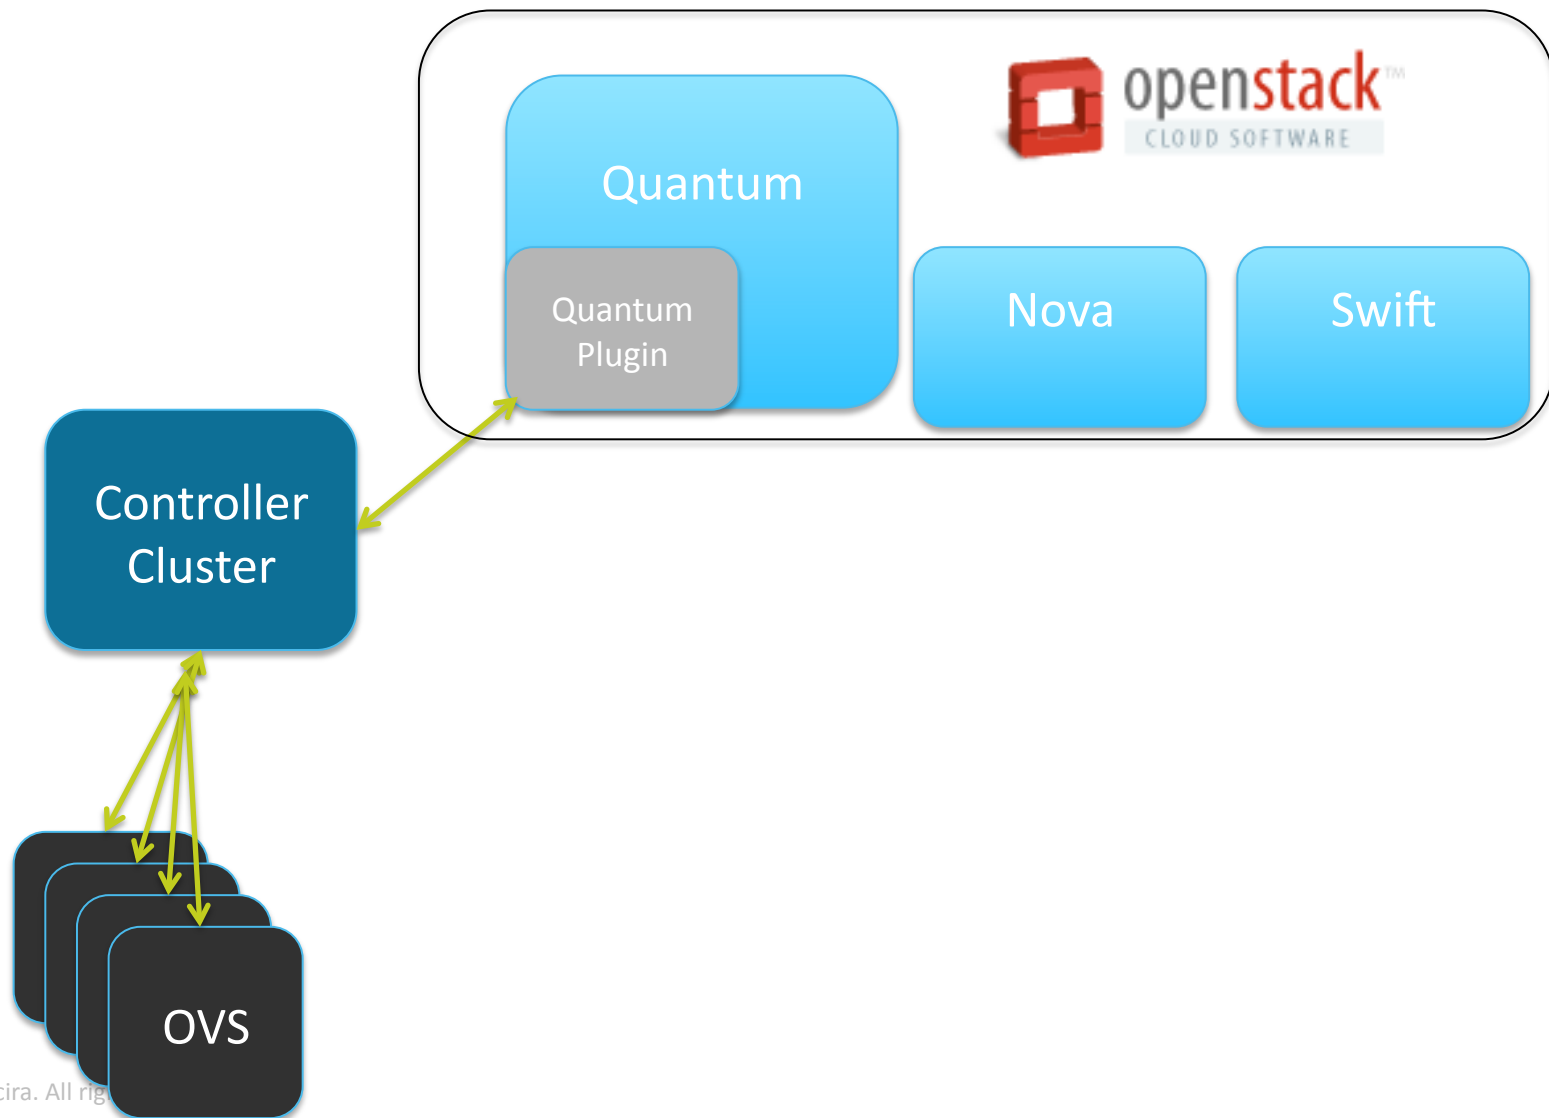 openstack™
CLOUD SOFTWARE
Quantum
Quantum
Plugin
Nova
Swift
Controller
Cluster
OVS
cira. All rig